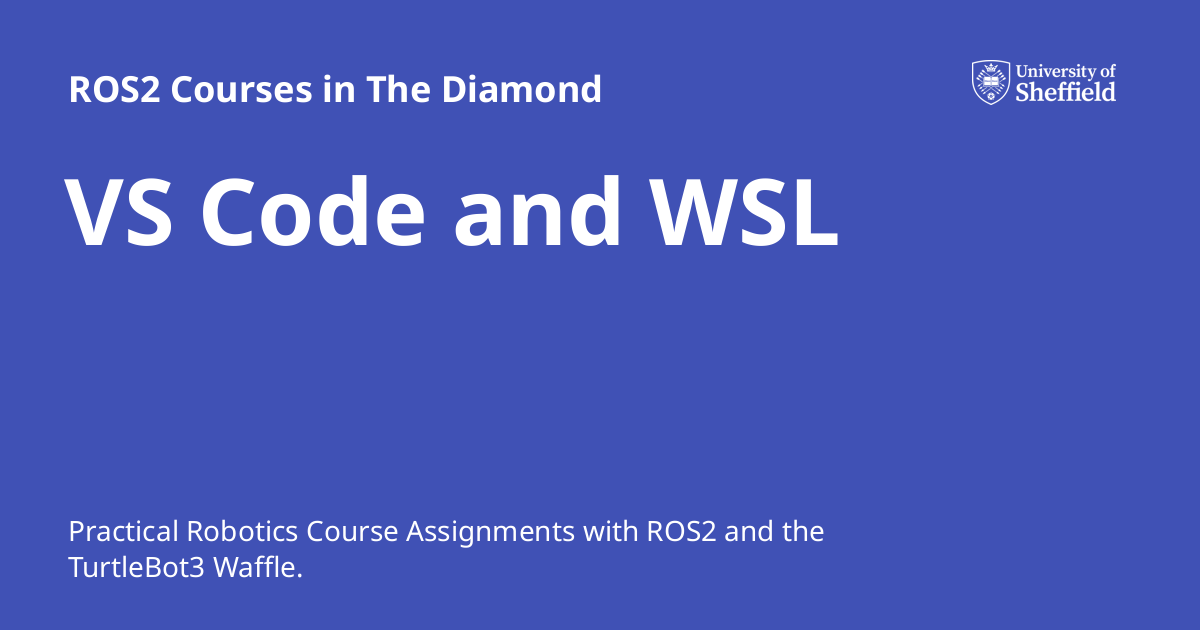 ROS2 Courses in The Diamond
University of
Sheffield
VS Code and WSL
Practical Robotics Course Assignments with ROS2 and the
TurtleBot3 Waffle.